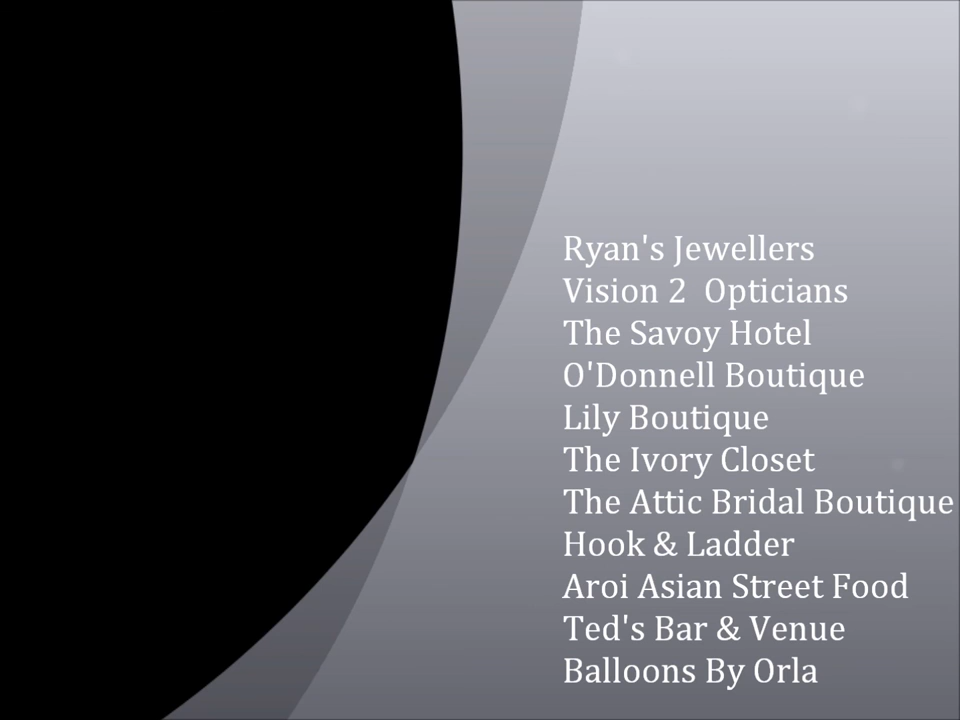 Ryan's Jewellers
Vision 2  Opticians
The Savoy Hotel
O'Donnell Boutique
Lily Boutique
The Ivory Closet
The Attic Bridal Boutique
Hook & Ladder
Aroi Asian Street Food
Ted's Bar & Venue
Balloons By Orla